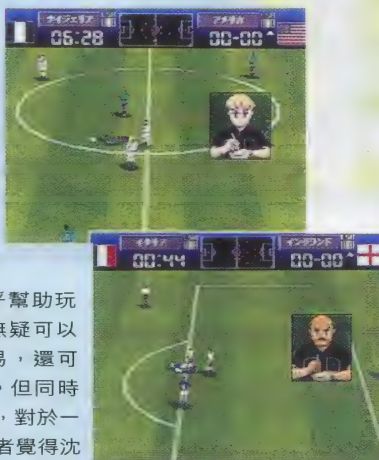 ナイジェリア
アメリカ
06:28
00-00
イタリア
イングランド
00:44
00-00
乎幫助玩
無疑可以
易，還可
但同時
，對於一
者覺得沈